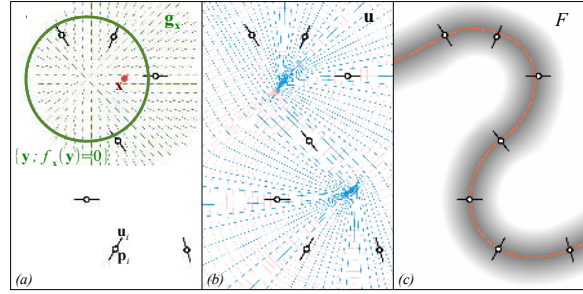 g_x
x
{y : f_x(y)=0}
u_i
p_i
(a)
u
(b)
F
(c)